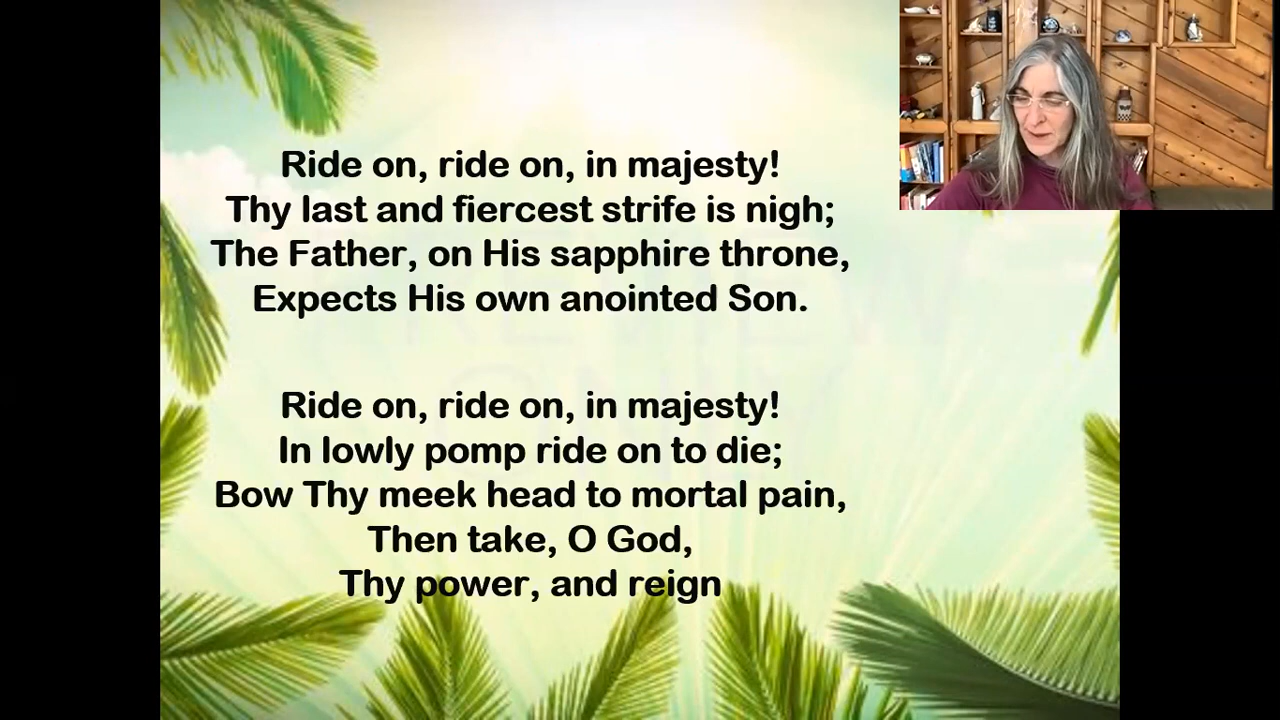 Ride on, ride on, in majesty!
Thy last and fiercest strife is nigh;
The Father, on His sapphire throne,
Expects His own anointed Son.
Ride on, ride on, in majesty!
In lowly pomp ride on to die;
Bow Thy meek head to mortal pain,
Then take, O God,
Thy power, and reign